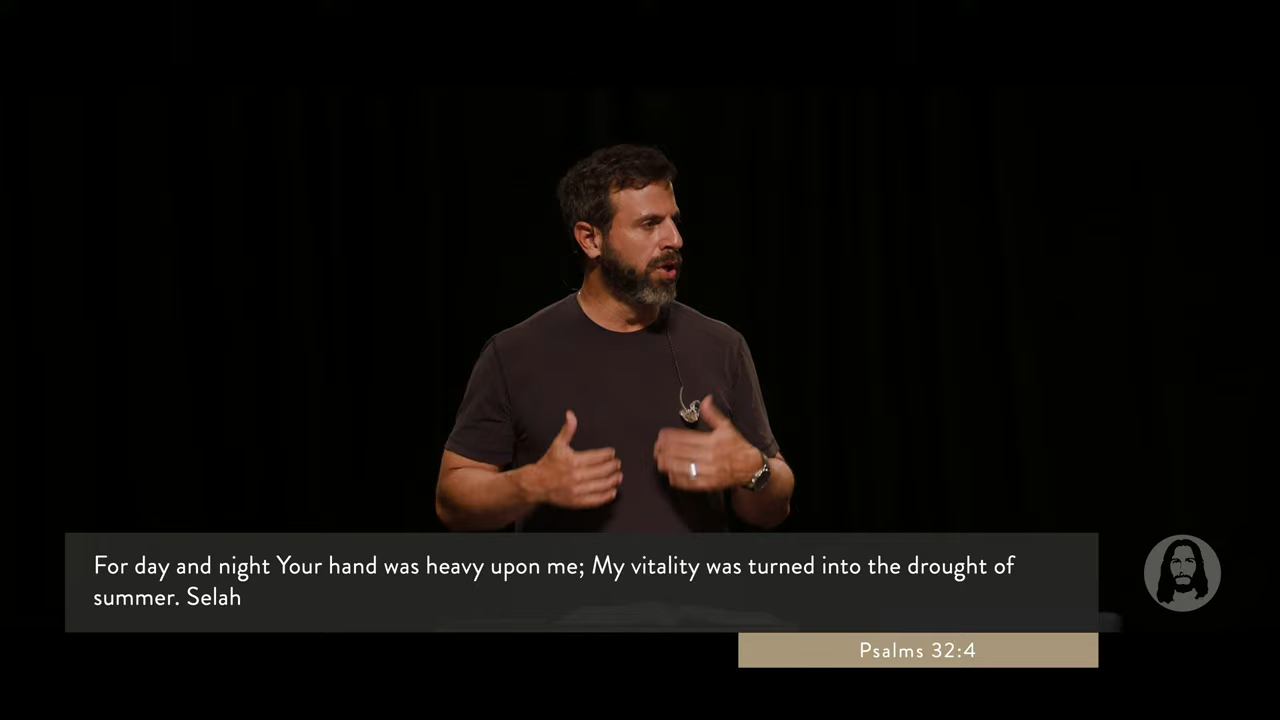 For day and night Your hand was heavy upon me; My vitality was turned into the drought of
summer. Selah
Psalms 32:4